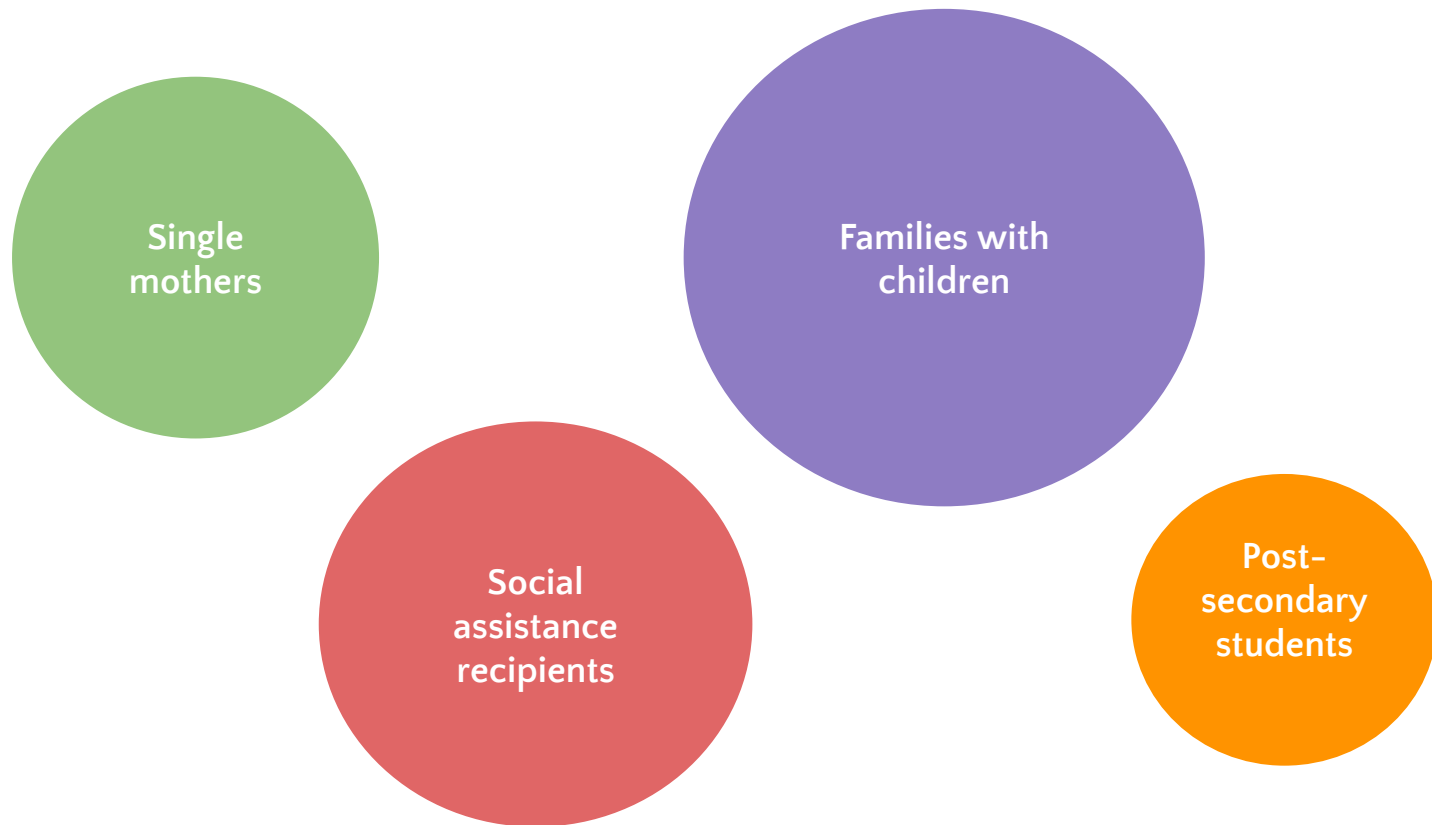 Single
mothers
Families with
children
Social
assistance
recipients
Post-
secondary
students